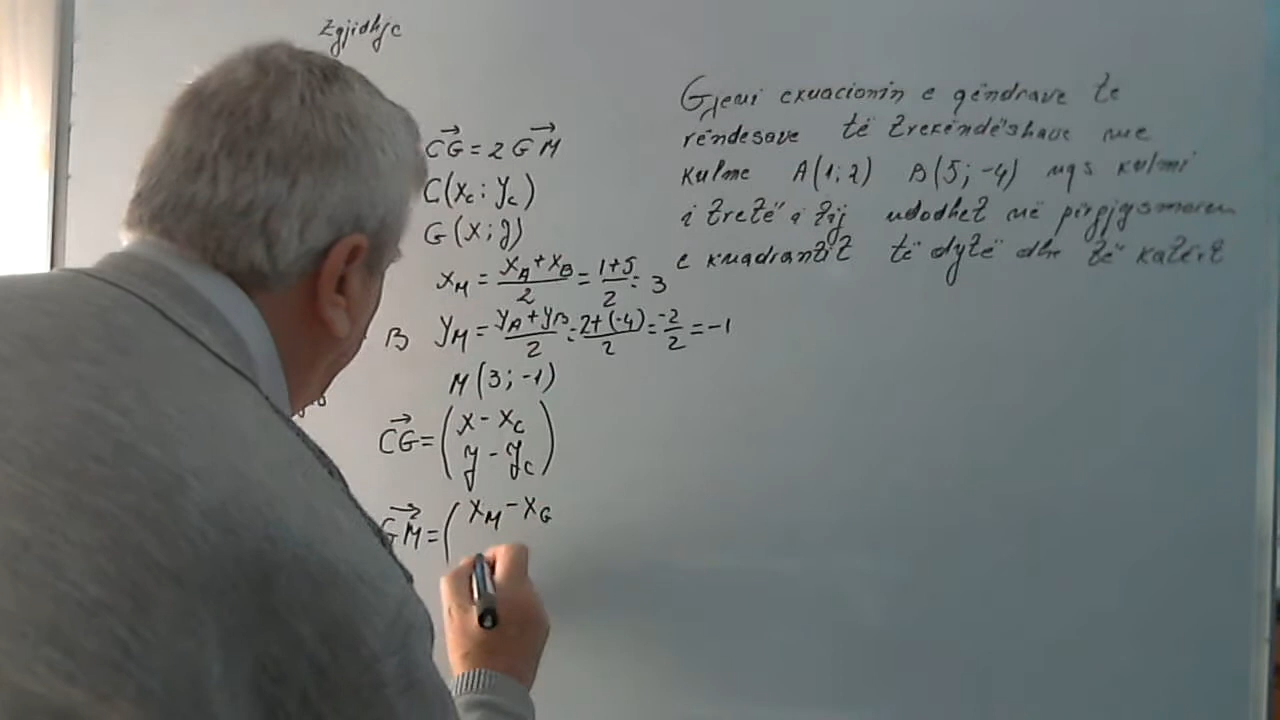 Zgjidhje
Gjeni ekuacionin e qendrave te
rëndesave të trekëndëshave me
kulme A(1;2) B(5;-4) nqs kulmi
i tretë i tij ndodhet në përgjysmoren
e kuadrantit të dytë dhe të katërt
CG = 2 GM
C(xc; yc)
G(x; y)
xM = xA + xB / 2 = 1+5 / 2 = 3
B
yM = yA + yB / 2 = 2+(-4) / 2 = -2 / 2 = -1
M(3; -1)
CG = (x - xc
y - yc)
GM = (xM - xG